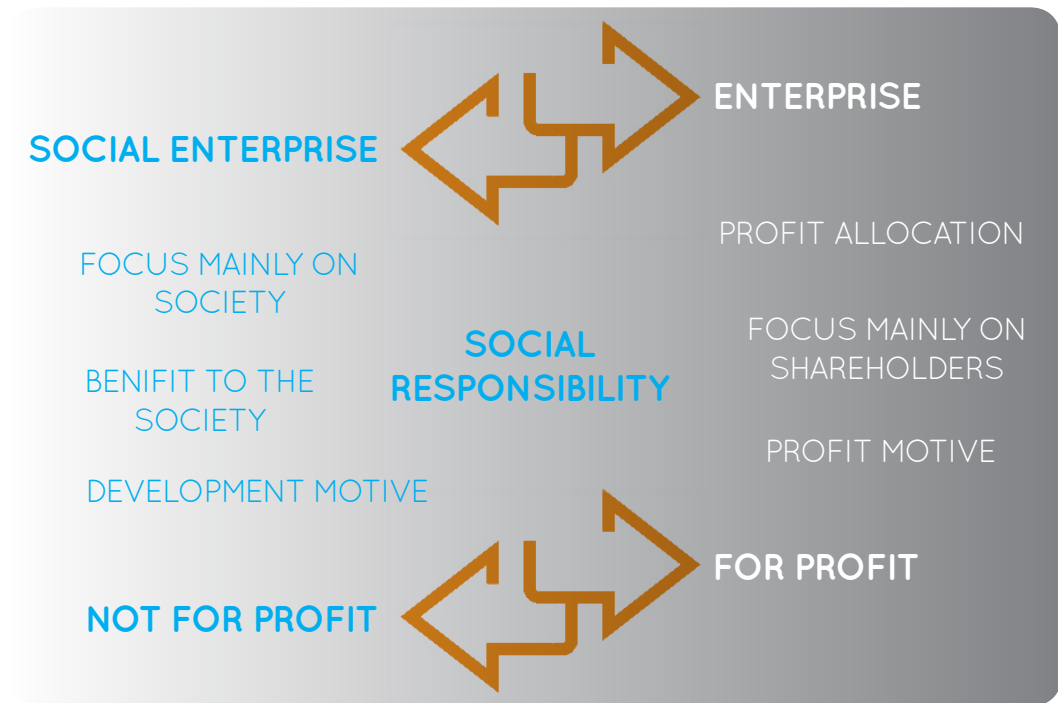 SOCIAL ENTERPRISE
ENTERPRISE
FOCUS MAINLY ON
SOCIETY
BENIFIT TO THE
SOCIETY
DEVELOPMENT MOTIVE
SOCIAL
RESPONSIBILITY
PROFIT ALLOCATION
FOCUS MAINLY ON
SHAREHOLDERS
PROFIT MOTIVE
NOT FOR PROFIT
FOR PROFIT